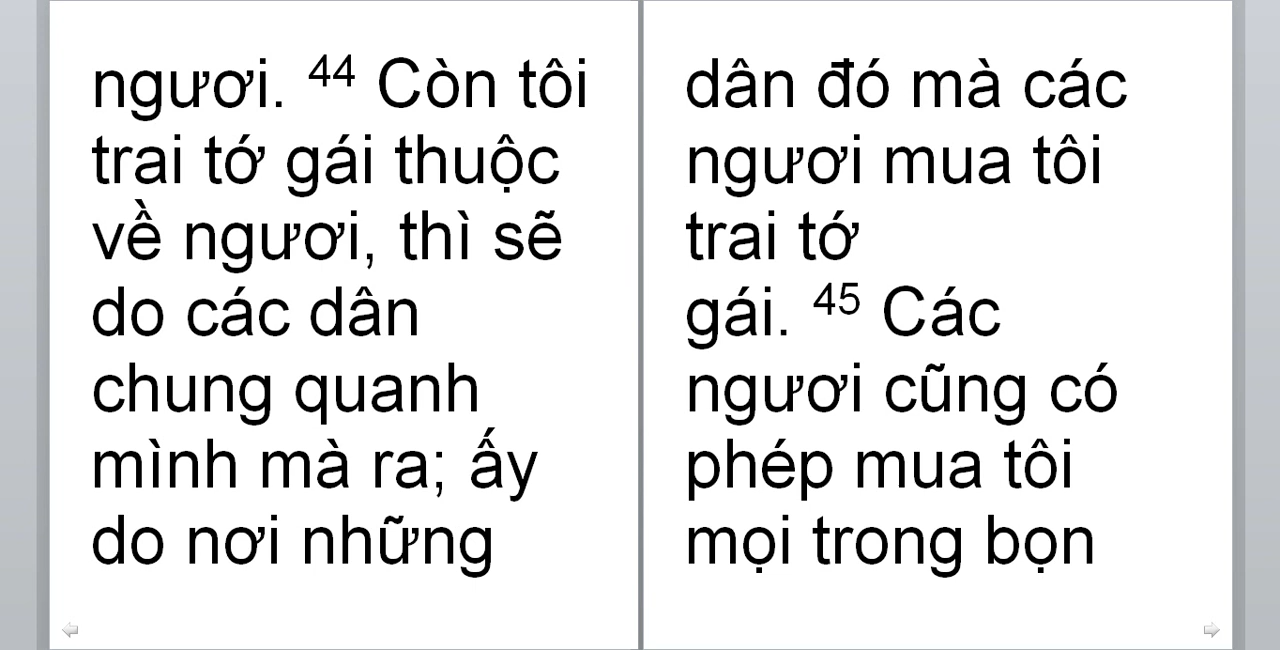 ngươi. 44 Còn tôi
trai tớ gái thuộc
về ngươi, thì sẽ
do các dân
chung quanh
mình mà ra; ấy
do nơi những
dân đó mà các
ngươi mua tôi
trai tớ
gái. 45 Các
ngươi cũng có
phép mua tôi
mọi trong bọn